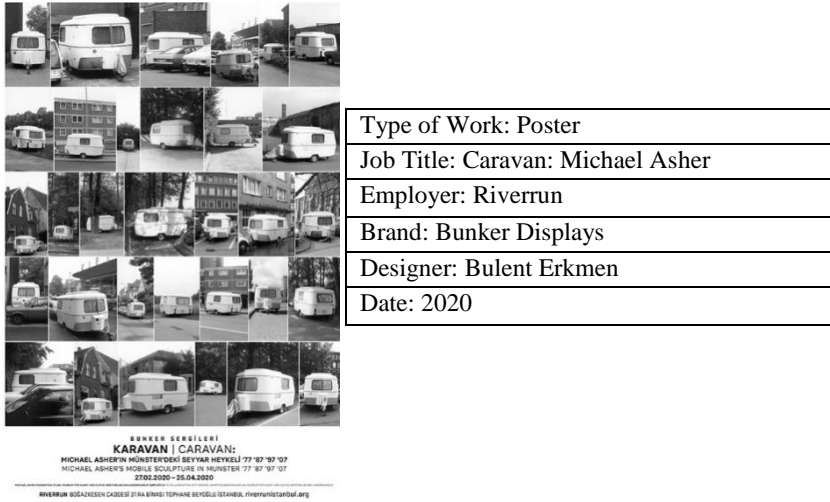 Type of Work: Poster
Job Title: Caravan: Michael Asher
Employer: Riverrun
Brand: Bunker Displays
Designer: Bulent Erkmen
Date: 2020
BUNKER SERGİLERİ
KARAVAN | CARAVAN:
MICHAEL ASHER'IN MÜNSTER'DEKİ SEYYAR HEYKELİ '77 '87 '97 '07
MICHAEL ASHER'S MOBILE SCULPTURE IN MUNSTER '77 '87 '97 '07
27.02.2020 – 25.04.2020
RIVERRUN BOĞAZKESEN CADDESİ 21 RA BİNASI TOPHANE BEYOĞLU İSTANBUL riverrunistanbul.org